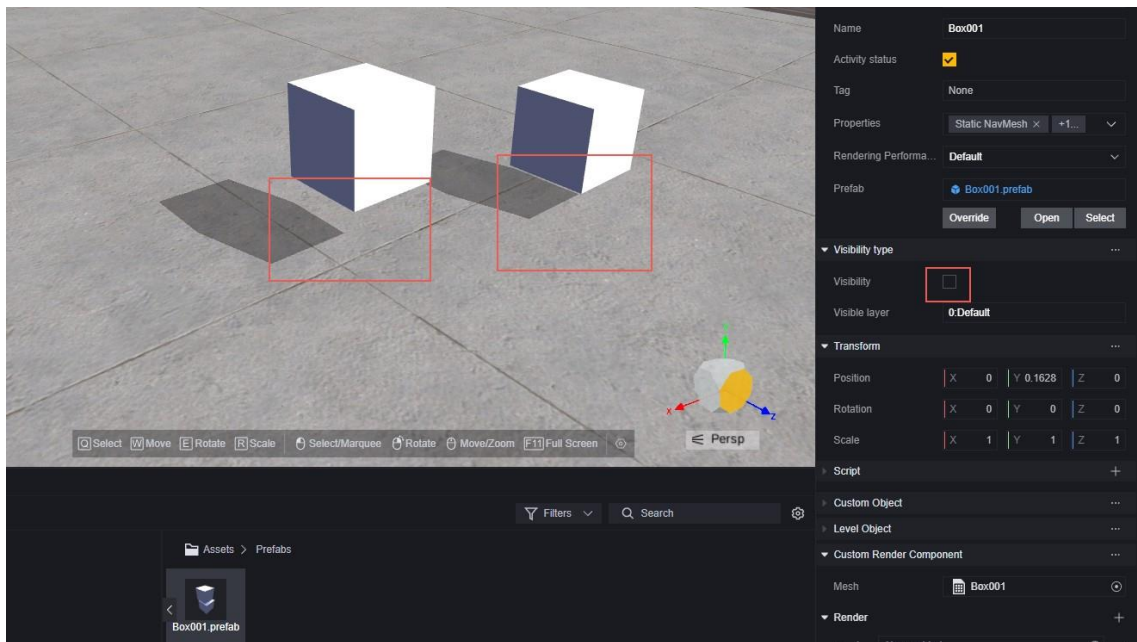 Name Box001
Activity status
Tag None
Properties Static NavMesh × +1...
Rendering Performa... Default
Prefab Box001.prefab
Override Open Select
Visibility type
Visibility
Visible layer 0:Default
Transform
Position X 0 Y 0.1628 Z 0
Rotation X 0 Y 0 Z 0
Scale X 1 Y 1 Z 1
Script
Custom Object
Level Object
Custom Render Component
Mesh Box001
Render
x z
Persp
Q Select W Move E Rotate R Scale Select/Marquee Rotate Move/Zoom F11 Full Screen
Filters Search
Assets > Prefabs
Box001.prefab